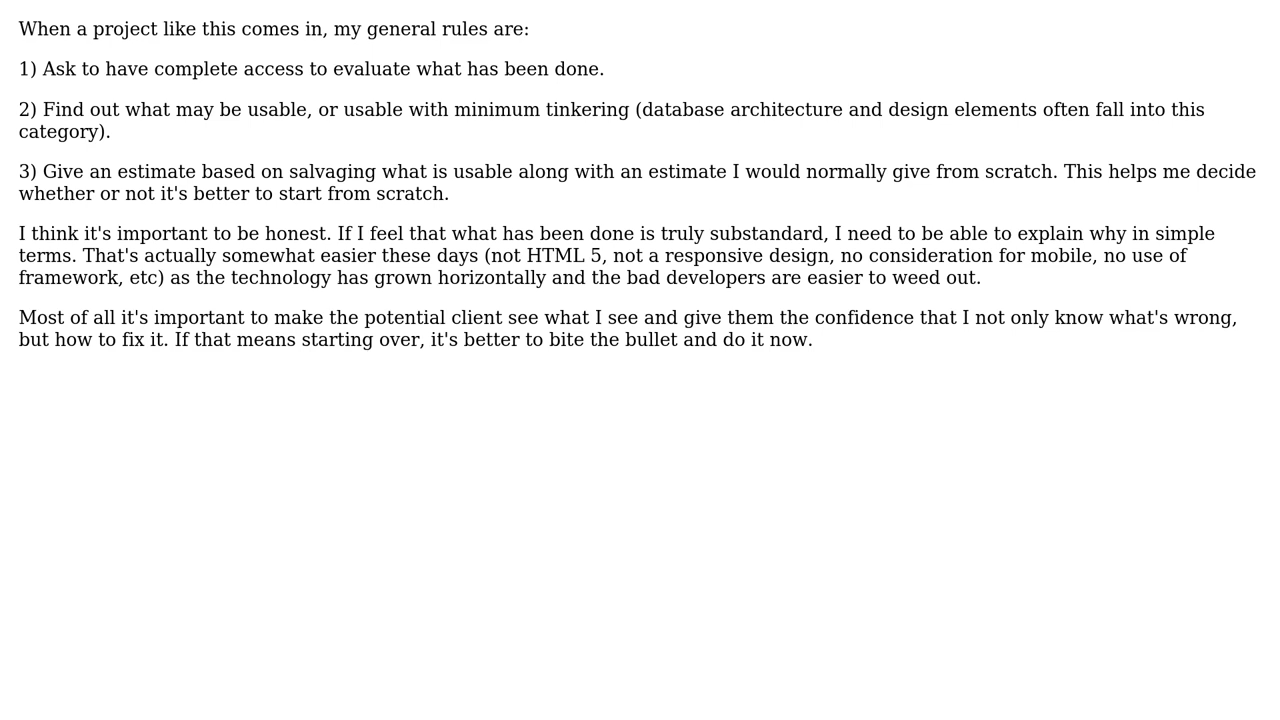 When a project like this comes in, my general rules are:
1) Ask to have complete access to evaluate what has been done.
2) Find out what may be usable, or usable with minimum tinkering (database architecture and design elements often fall into this
category).
3) Give an estimate based on salvaging what is usable along with an estimate I would normally give from scratch. This helps me decide
whether or not it's better to start from scratch.
I think it's important to be honest. If I feel that what has been done is truly substandard, I need to be able to explain why in simple
terms. That's actually somewhat easier these days (not HTML 5, not a responsive design, no consideration for mobile, no use of
framework, etc) as the technology has grown horizontally and the bad developers are easier to weed out.
Most of all it's important to make the potential client see what I see and give them the confidence that I not only know what's wrong,
but how to fix it. If that means starting over, it's better to bite the bullet and do it now.